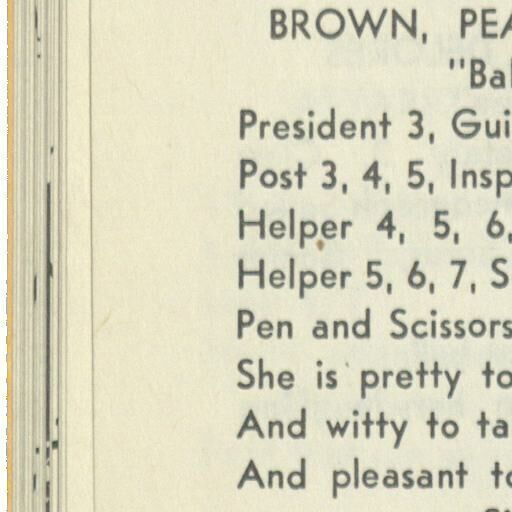 BROWN, PEA
"Bal
President 3, Gui
Post 3, 4, 5, Insp
Helper 4, 5, 6,
Helper 5, 6, 7, S
Pen and Scissors
She is pretty to
And witty to ta
And pleasant to